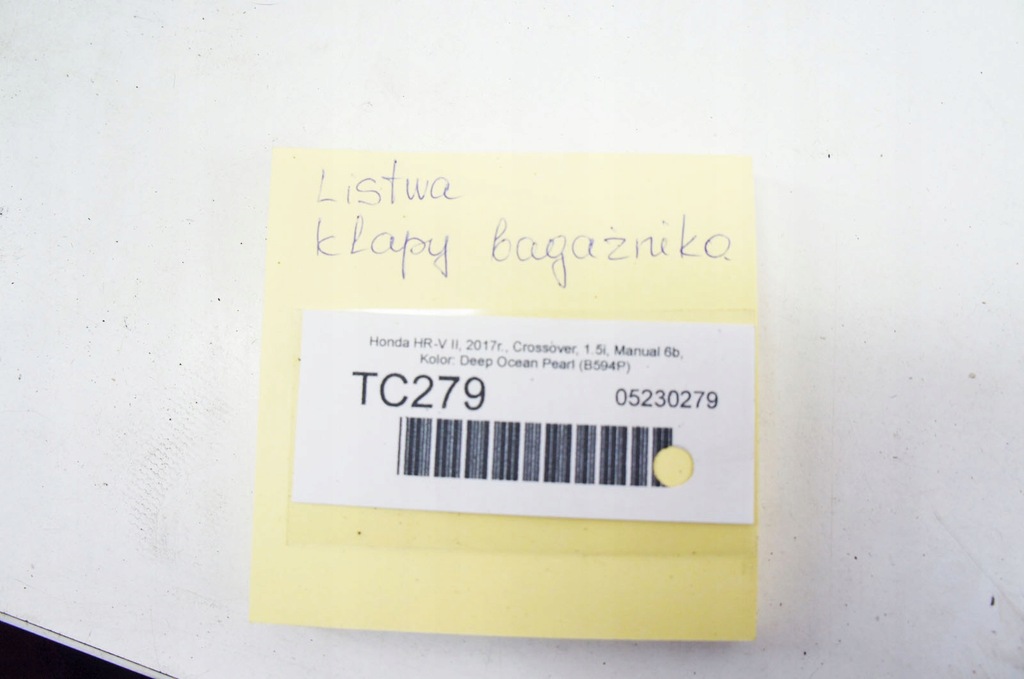 Listwa
klapy bagażnika
Honda HR-V II, 2017r., Crossover, 1.5i, Manual 6b,
Kolor: Deep Ocean Pearl (B594P)
TC279 05230279